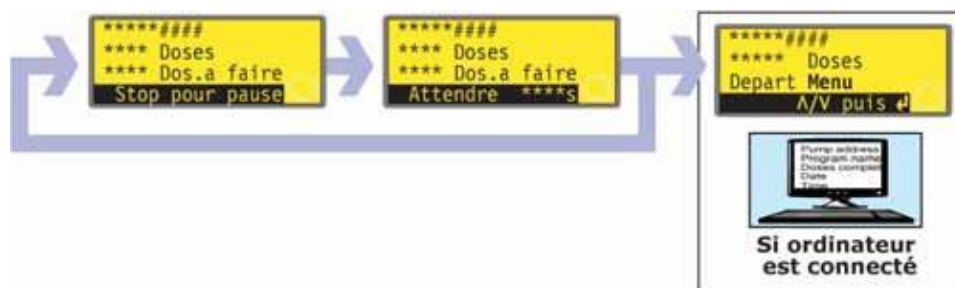 *****####
**** Doses
**** Dos.a faire
Stop pour pause
*****####
**** Doses
**** Dos.a faire
Attendre ****s
*****####
***** Doses
Depart Menu
Λ/V puis ↲
Pump address
Program name
Doses complet
Date
Time
Si ordinateur
est connecté